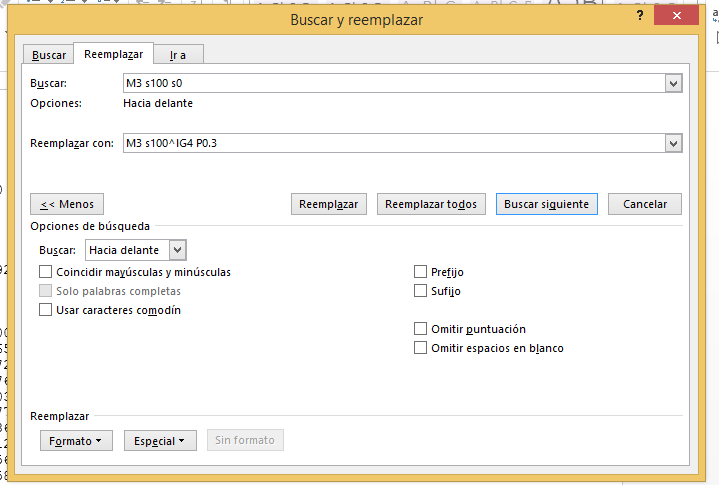 Buscar y reemplazar
?
Buscar Reemplazar Ir a
Buscar: M3 s100 s0
Opciones: Hacia delante
Reemplazar con: M3 s100^lG4 P0.3
<< Menos Reemplazar Reemplazar todos Buscar siguiente Cancelar
Opciones de búsqueda
Buscar: Hacia delante
Coincidir mayúsculas y minúsculas Prefijo
Solo palabras completas Sufijo
Usar caracteres comodín
Omitir puntuación
Omitir espacios en blanco
Reemplazar
Formato Especial Sin formato